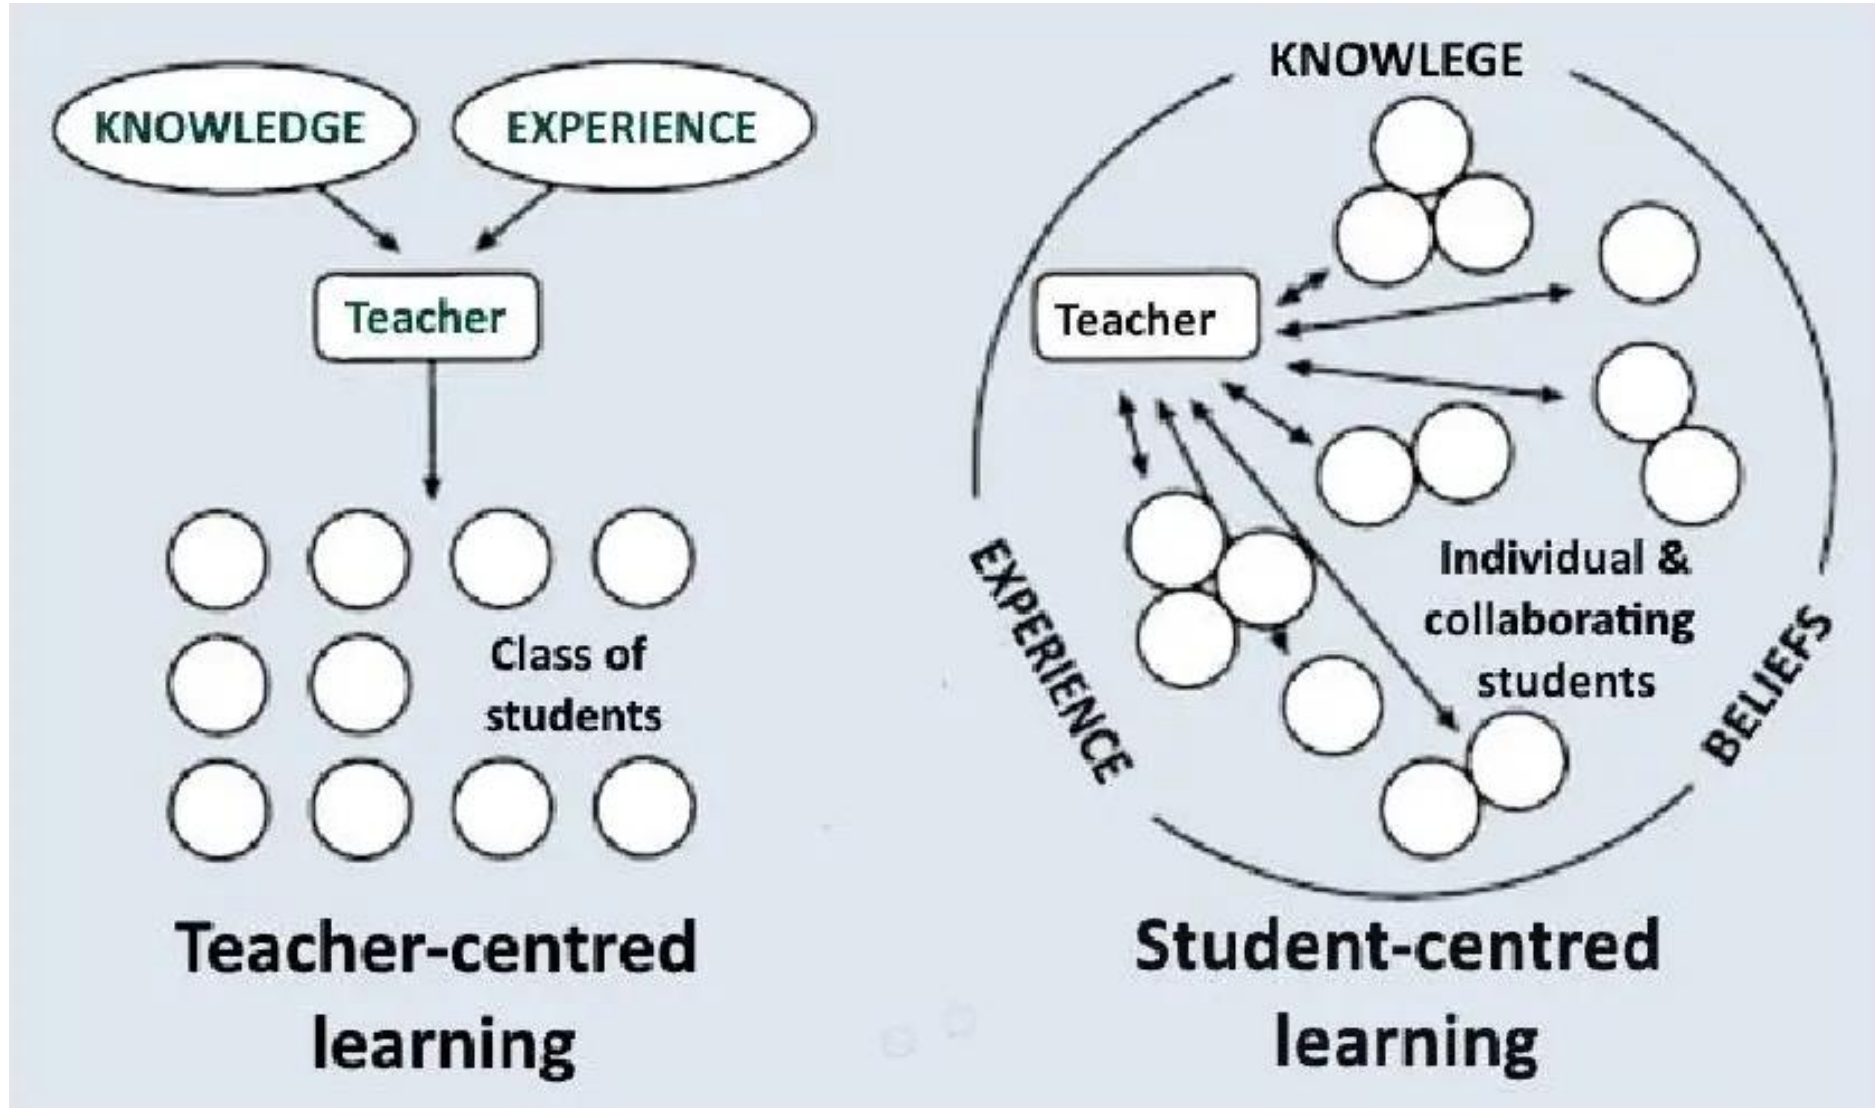 KNOWLEDGE
EXPERIENCE
Teacher
Class of
students
Teacher-centred
learning
KNOWLEGE
Teacher
Individual &
collaborating
students
EXPERIENCE
BELIEFS
Student-centred
learning